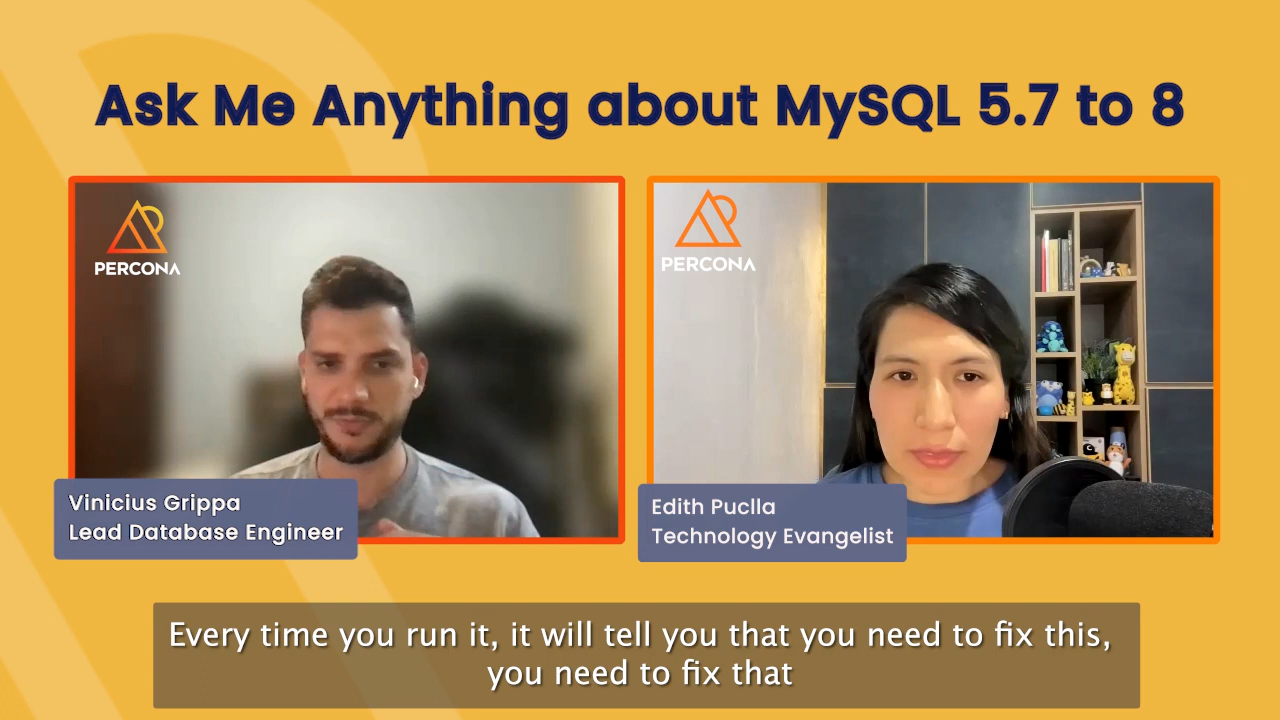 Ask Me Anything about MySQL 5.7 to 8
PERCONA
PERCONA
Vinicius Grippa
Lead Database Engineer
Edith Puclla
Technology Evangelist
Every time you run it, it will tell you that you need to fix this,
you need to fix that